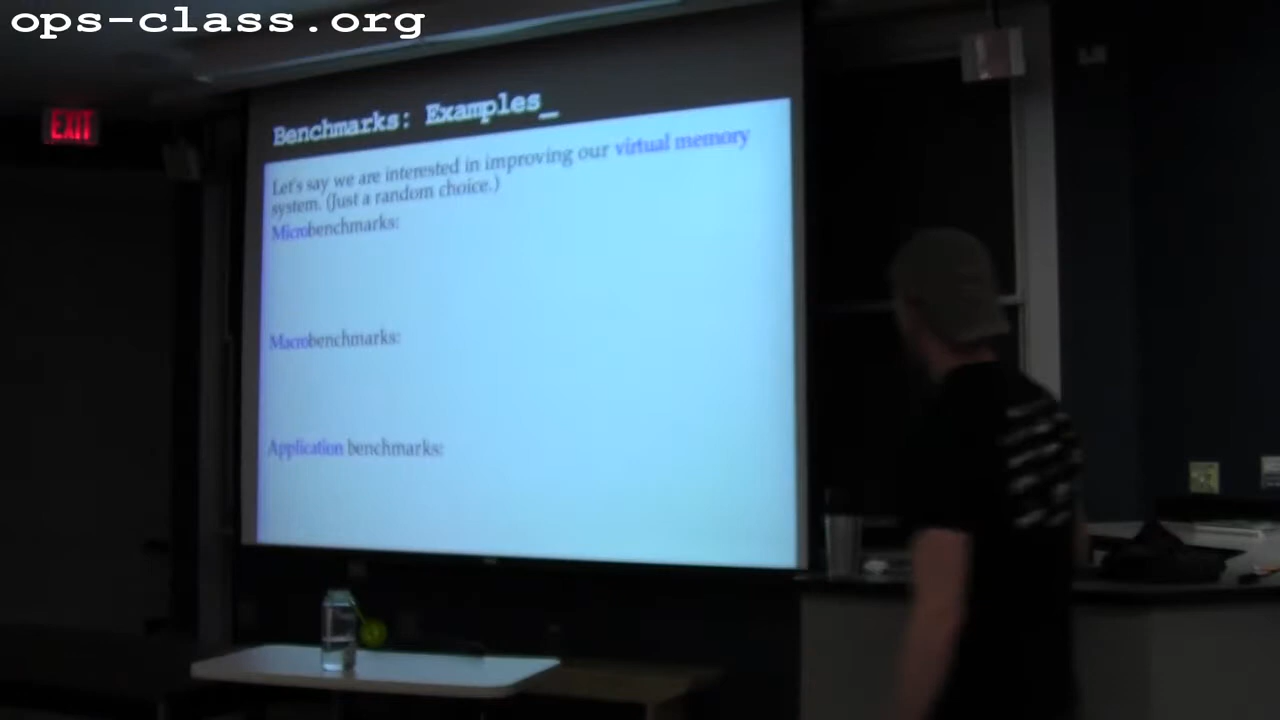 ops-class.org
EXIT
Benchmarks: Examples_
Let's say we are interested in improving our virtual memory
system. (Just a random choice.)
Microbenchmarks:
Macrobenchmarks:
Application benchmarks: